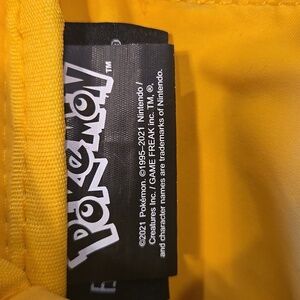 POKéMON™
©2021 Pokémon. ©1995-2021 Nintendo /
Creatures Inc. / GAME FREAK inc. TM, ®,
and character names are trademarks of Nintendo.